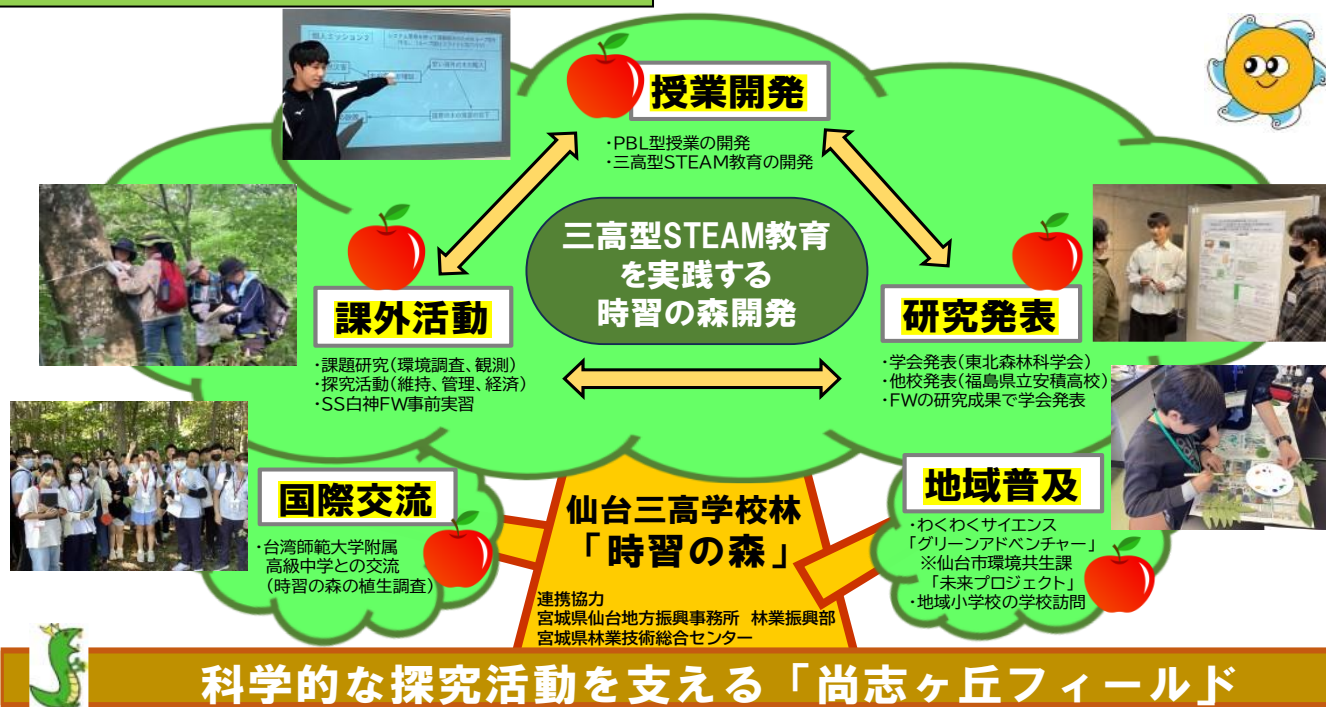 個人ミッション2
授業開発
・PBL型授業の開発
・三高型STEAM教育の開発
三高型STEAM教育
を実践する
時習の森開発
課外活動
・課題研究(環境調査、観測)
・探究活動(維持、管理、経済)
・SS白神FW事前実習
研究発表
・学会発表(東北森林科学会)
・他校発表(福島県立安積高校)
・FWの研究成果で学会発表
国際交流
・台湾師範大学附属
高級中学との交流
(時習の森の植生調査)
仙台三高学校林
「時習の森」
連携協力
宮城県仙台地方振興事務所 林業振興部
宮城県林業技術総合センター
地域普及
・わくわくサイエンス
「グリーンアドベンチャー」
※仙台市環境共生課
「未来プロジェクト」
・地域小学校の学校訪問
科学的な探究活動を支える「尚志ヶ丘フィールド